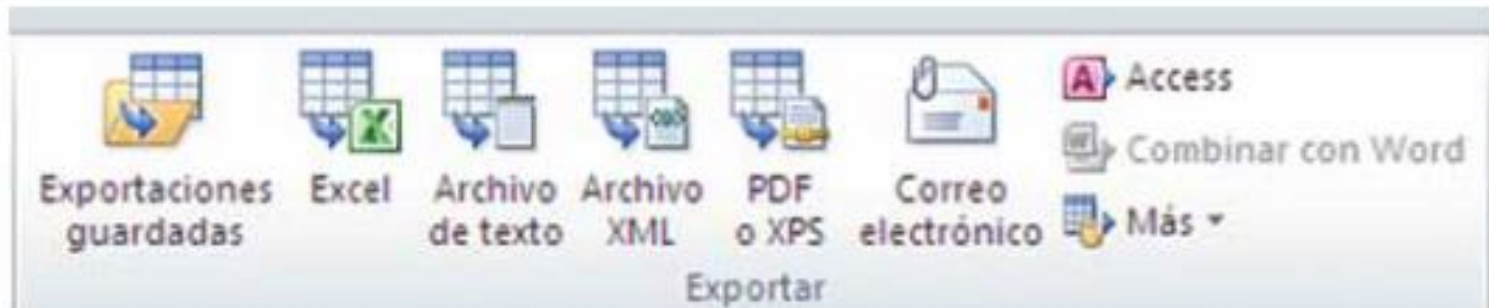 Exportaciones
guardadas
Excel
Archivo
de texto
Archivo
XML
PDF
o XPS
Correo
electrónico
Access
Combinar con Word
Más
Exportar